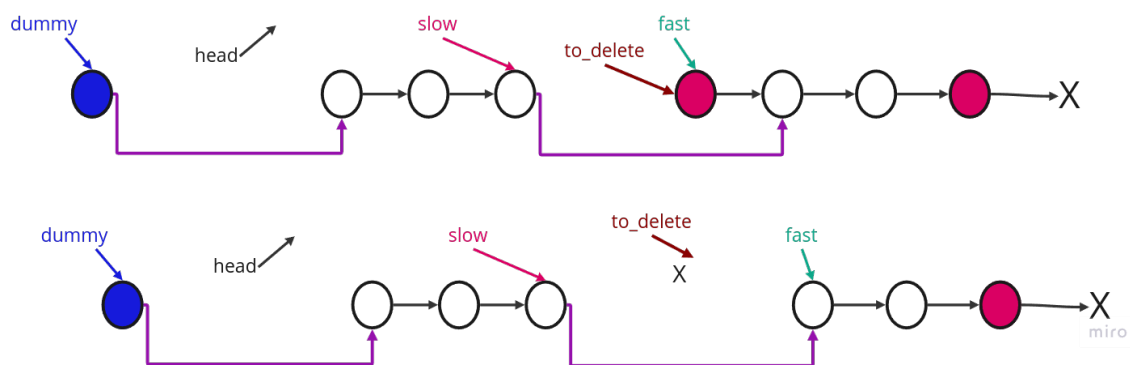 dummy
head
slow
to_delete
fast
X
dummy
head
slow
to_delete
X
fast
X
miro